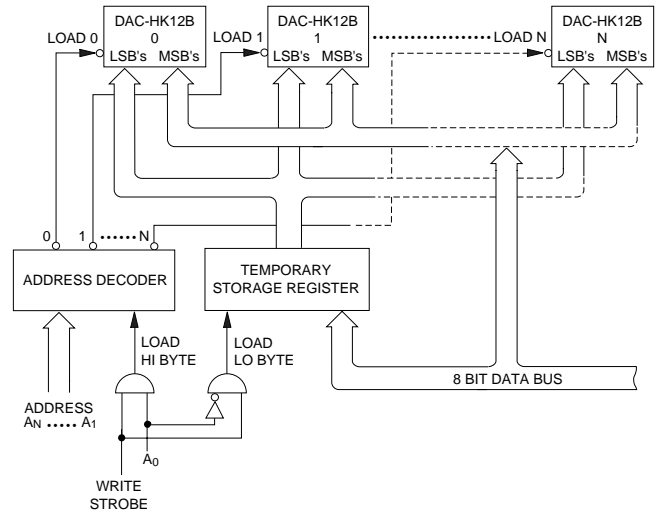 DAC-HK12B
0
LSB's MSB's
LOAD 0
DAC-HK12B
1
LSB's MSB's
LOAD 1
DAC-HK12B
N
LSB's MSB's
LOAD N
0 1 ...... N
ADDRESS DECODER
TEMPORARY
STORAGE REGISTER
LOAD
HI BYTE
LOAD
LO BYTE
8 BIT DATA BUS
ADDRESS
AN ..... A1
A0
WRITE
STROBE